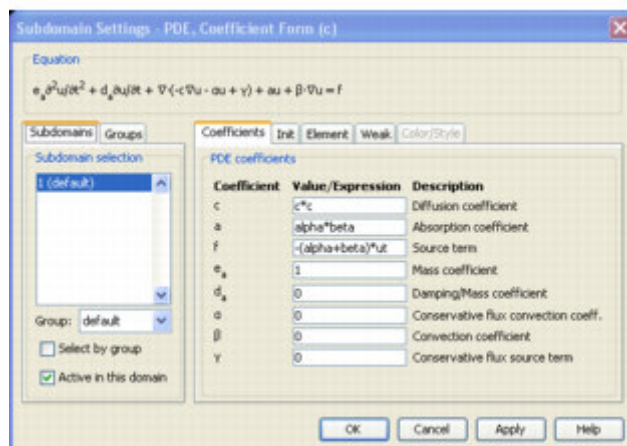 Subdomain Settings - PDE, Coefficient Form (c)
Equation
eₐ∂²u/∂t² + dₐ∂u/∂t + ∇·(-c∇u - αu + γ) + au + β·∇u = f
Subdomains Groups
Coefficients Init Element Weak Color/Style
Subdomain selection
PDE coefficients
1 (default)
Coefficient Value/Expression Description
c c*c Diffusion coefficient
a alpha*beta Absorption coefficient
f -(alpha+beta)*ut Source term
eₐ 1 Mass coefficient
dₐ 0 Damping/Mass coefficient
α 0 Conservative flux convection coeff.
β 0 Convection coefficient
γ 0 Conservative flux source term
Group: default
Select by group
Active in this domain
OK Cancel Apply Help